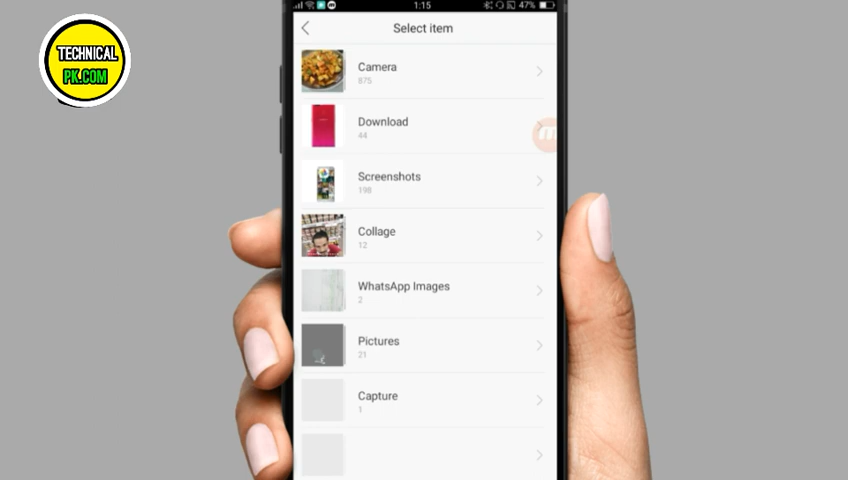 TECHNICAL
PK.COM
1:15
47%
Select item
Camera
875
Download
44
Screenshots
198
Collage
12
WhatsApp Images
2
Pictures
21
Capture
1